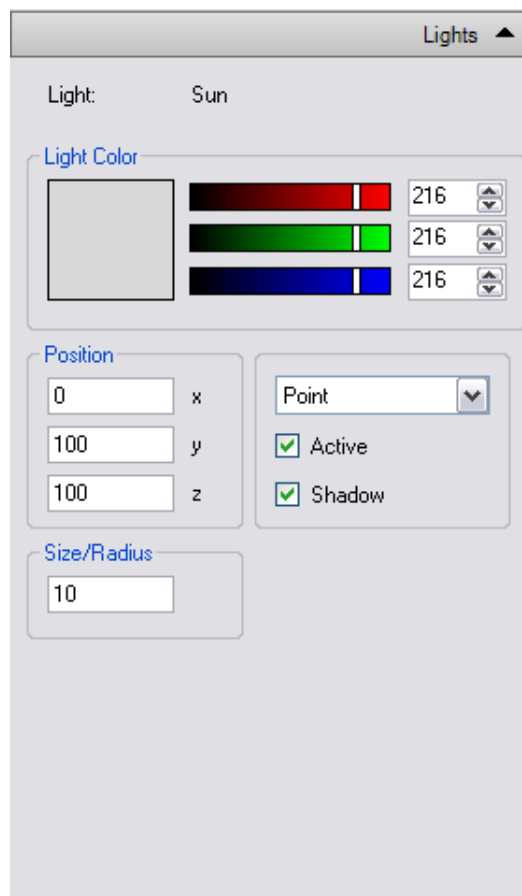 Lights
Light: Sun
Light Color
216
216
216
Position
0 x
100 y
100 z
Point
Active
Shadow
Size/Radius
10